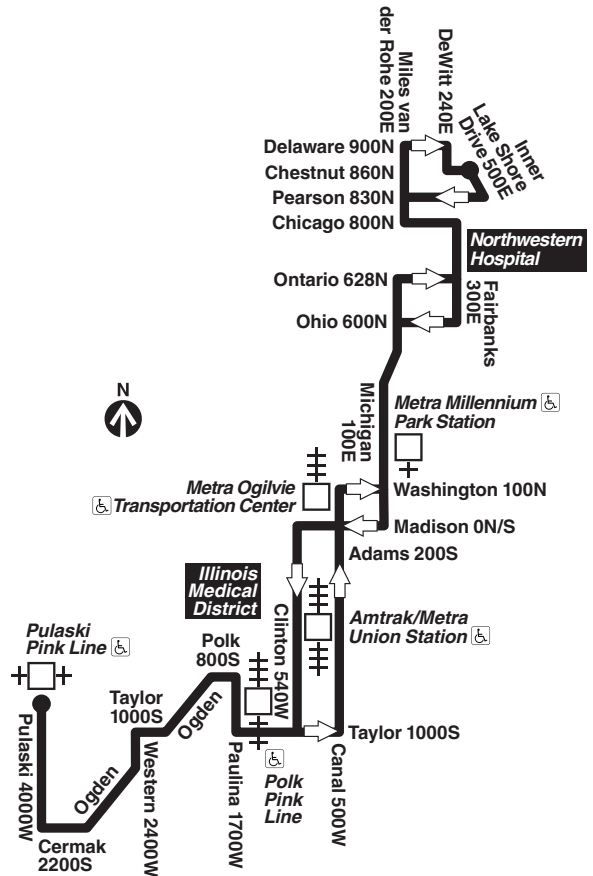 Miles van
der Rohe 200E
DeWitt 240E
Inner
Lake Shore
Drive 500E
Delaware 900N
Chestnut 860N
Pearson 830N
Chicago 800N
Northwestern
Hospital
Ontario 628N
Fairbanks
300E
Ohio 600N
N
Michigan
100E
Metra Millennium
Park Station
Metra Ogilvie
Transportation Center
Washington 100N
Madison 0N/S
Adams 200S
Illinois
Medical
District
Clinton 540W
Amtrak/Metra
Union Station
Pulaski
Pink Line
Polk
800S
Taylor
1000S
Ogden
Taylor 1000S
Pulaski 4000W
Ogden
Western 2400W
Paulina 1700W
Polk
Pink
Line
Canal 500W
Cermak
2200S